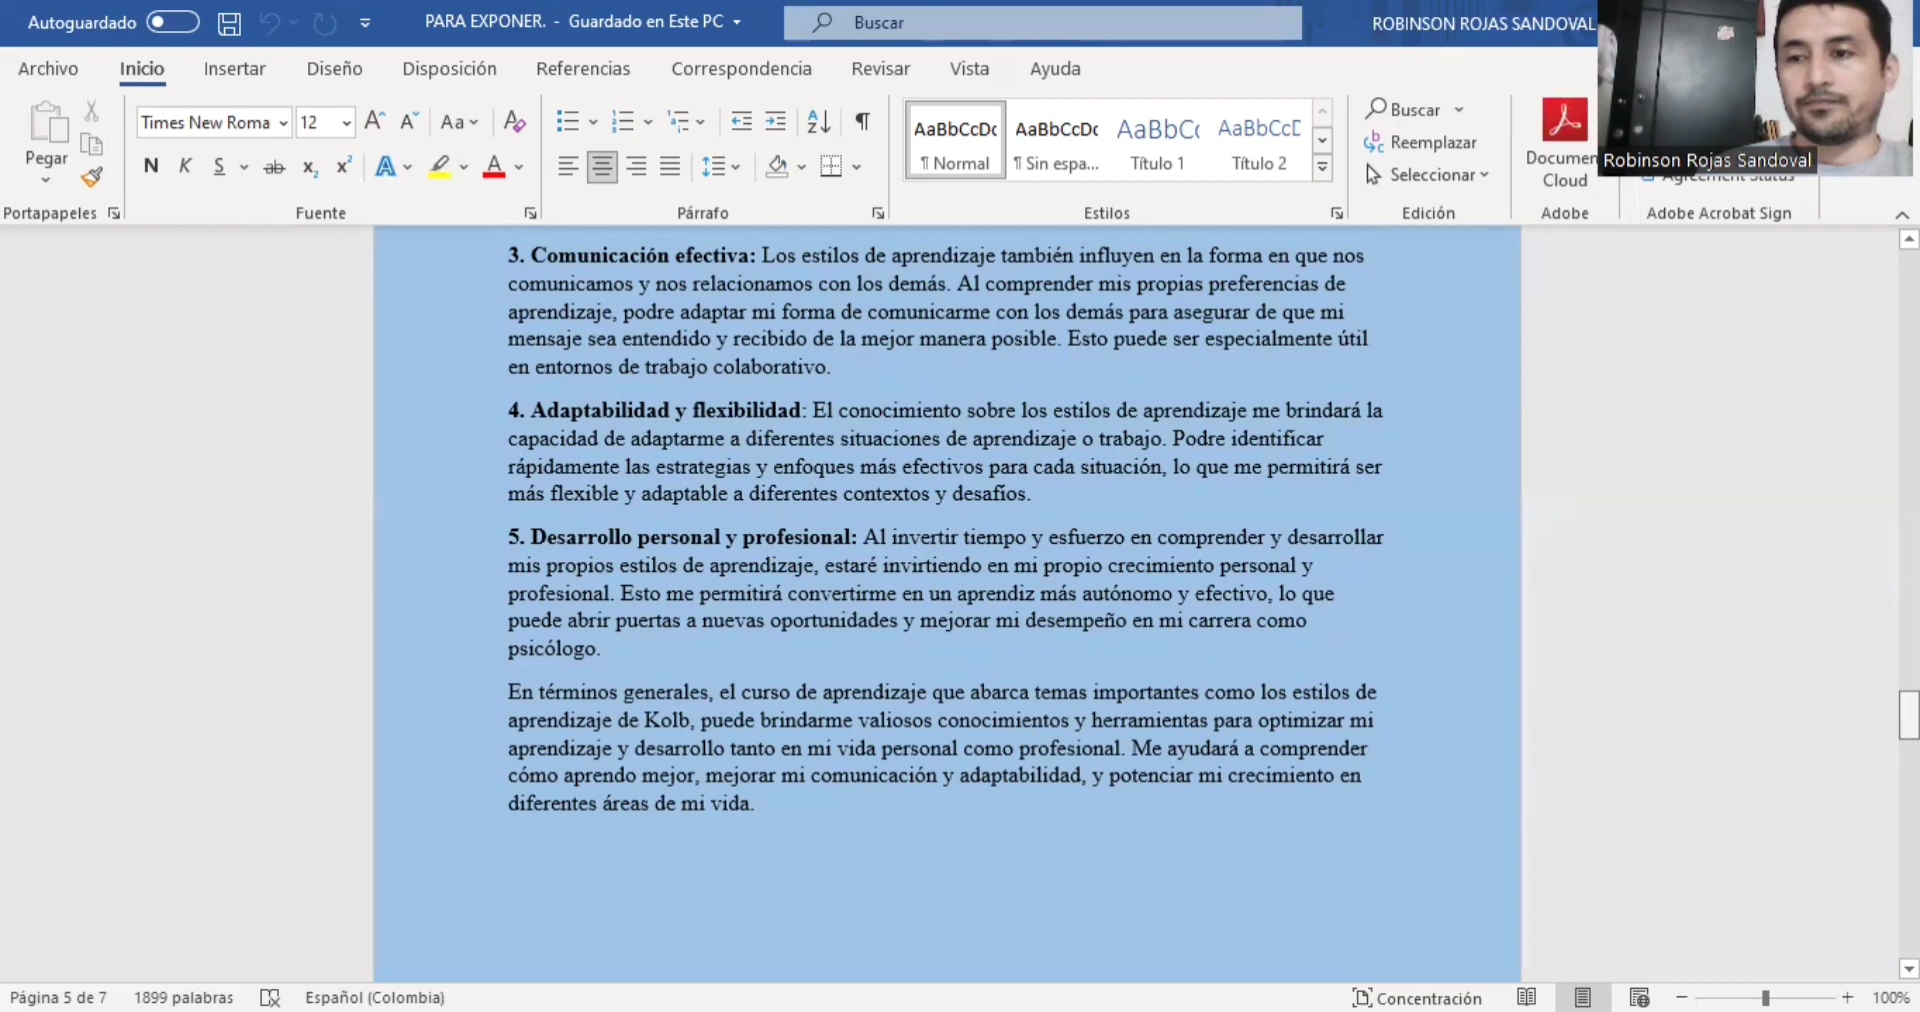 Autoguardado
PARA EXPONER. - Guardado en Este PC
Buscar
ROBINSON ROJAS SANDOVAL
Archivo Inicio Insertar Diseño Disposición Referencias Correspondencia Revisar Vista Ayuda
Pegar
Portapapeles
Times New Roma 12
A A Aa A
N K S ab x₂ x² A A
Fuente
A Z ¶
Párrafo
AaBbCcDc AaBbCcDc AaBbC AaBbCcD
¶ Normal ¶ Sin espa... Título 1 Título 2
Estilos
Buscar
Reemplazar
Seleccionar
Edición
Documen
Cloud
Adobe
Agreement Status
Adobe Acrobat Sign
Robinson Rojas Sandoval
3. Comunicación efectiva: Los estilos de aprendizaje también influyen en la forma en que nos
comunicamos y nos relacionamos con los demás. Al comprender mis propias preferencias de
aprendizaje, podre adaptar mi forma de comunicarme con los demás para asegurar de que mi
mensaje sea entendido y recibido de la mejor manera posible. Esto puede ser especialmente útil
en entornos de trabajo colaborativo.
4. Adaptabilidad y flexibilidad: El conocimiento sobre los estilos de aprendizaje me brindará la
capacidad de adaptarme a diferentes situaciones de aprendizaje o trabajo. Podre identificar
rápidamente las estrategias y enfoques más efectivos para cada situación, lo que me permitirá ser
más flexible y adaptable a diferentes contextos y desafíos.
5. Desarrollo personal y profesional: Al invertir tiempo y esfuerzo en comprender y desarrollar
mis propios estilos de aprendizaje, estaré invirtiendo en mi propio crecimiento personal y
profesional. Esto me permitirá convertirme en un aprendiz más autónomo y efectivo, lo que
puede abrir puertas a nuevas oportunidades y mejorar mi desempeño en mi carrera como
psicólogo.
En términos generales, el curso de aprendizaje que abarca temas importantes como los estilos de
aprendizaje de Kolb, puede brindarme valiosos conocimientos y herramientas para optimizar mi
aprendizaje y desarrollo tanto en mi vida personal como profesional. Me ayudará a comprender
cómo aprendo mejor, mejorar mi comunicación y adaptabilidad, y potenciar mi crecimiento en
diferentes áreas de mi vida.
Página 5 de 7 1899 palabras Español (Colombia) Concentración 100%